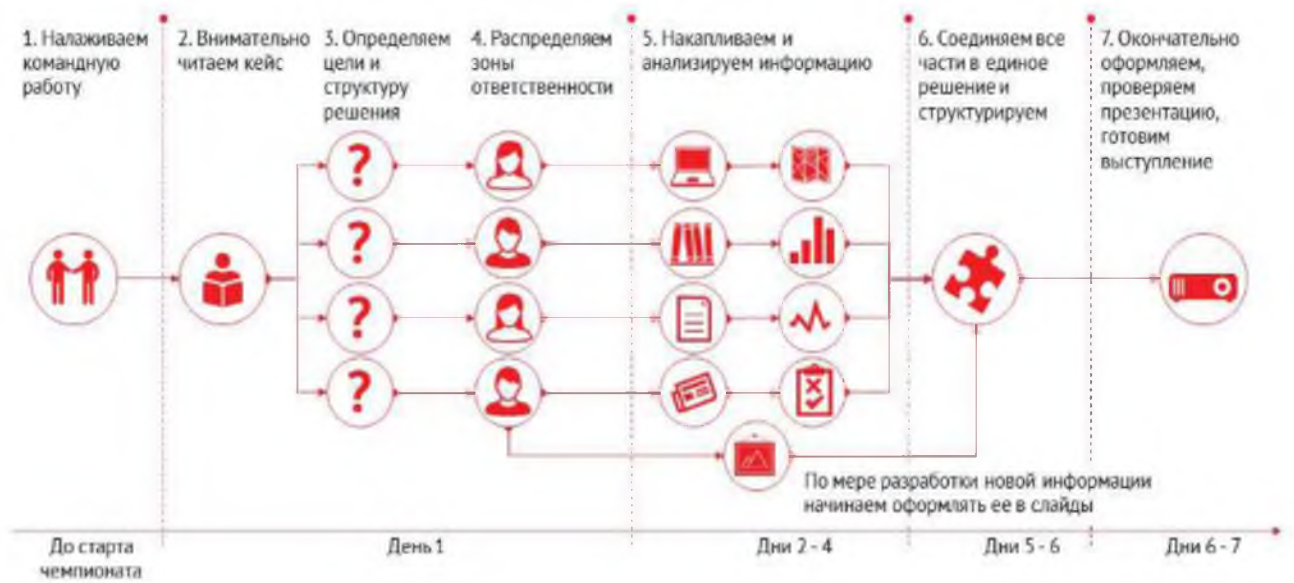 1. Налаживаем
командную
работу
2. Внимательно
читаем кейс
3. Определяем
цели и
структуру
решения
4. Распределяем
зоны
ответственности
5. Накапливаем и
анализируем информацию
6. Соединяем все
части в единое
решение и
структурируем
7. Окончательно
оформляем,
проверяем
презентацию,
готовим
выступление
?
?
?
?
По мере разработки новой информации
начинаем оформлять ее в слайды
До старта
чемпионата
День 1
Дни 2 - 4
Дни 5 - 6
Дни 6 - 7